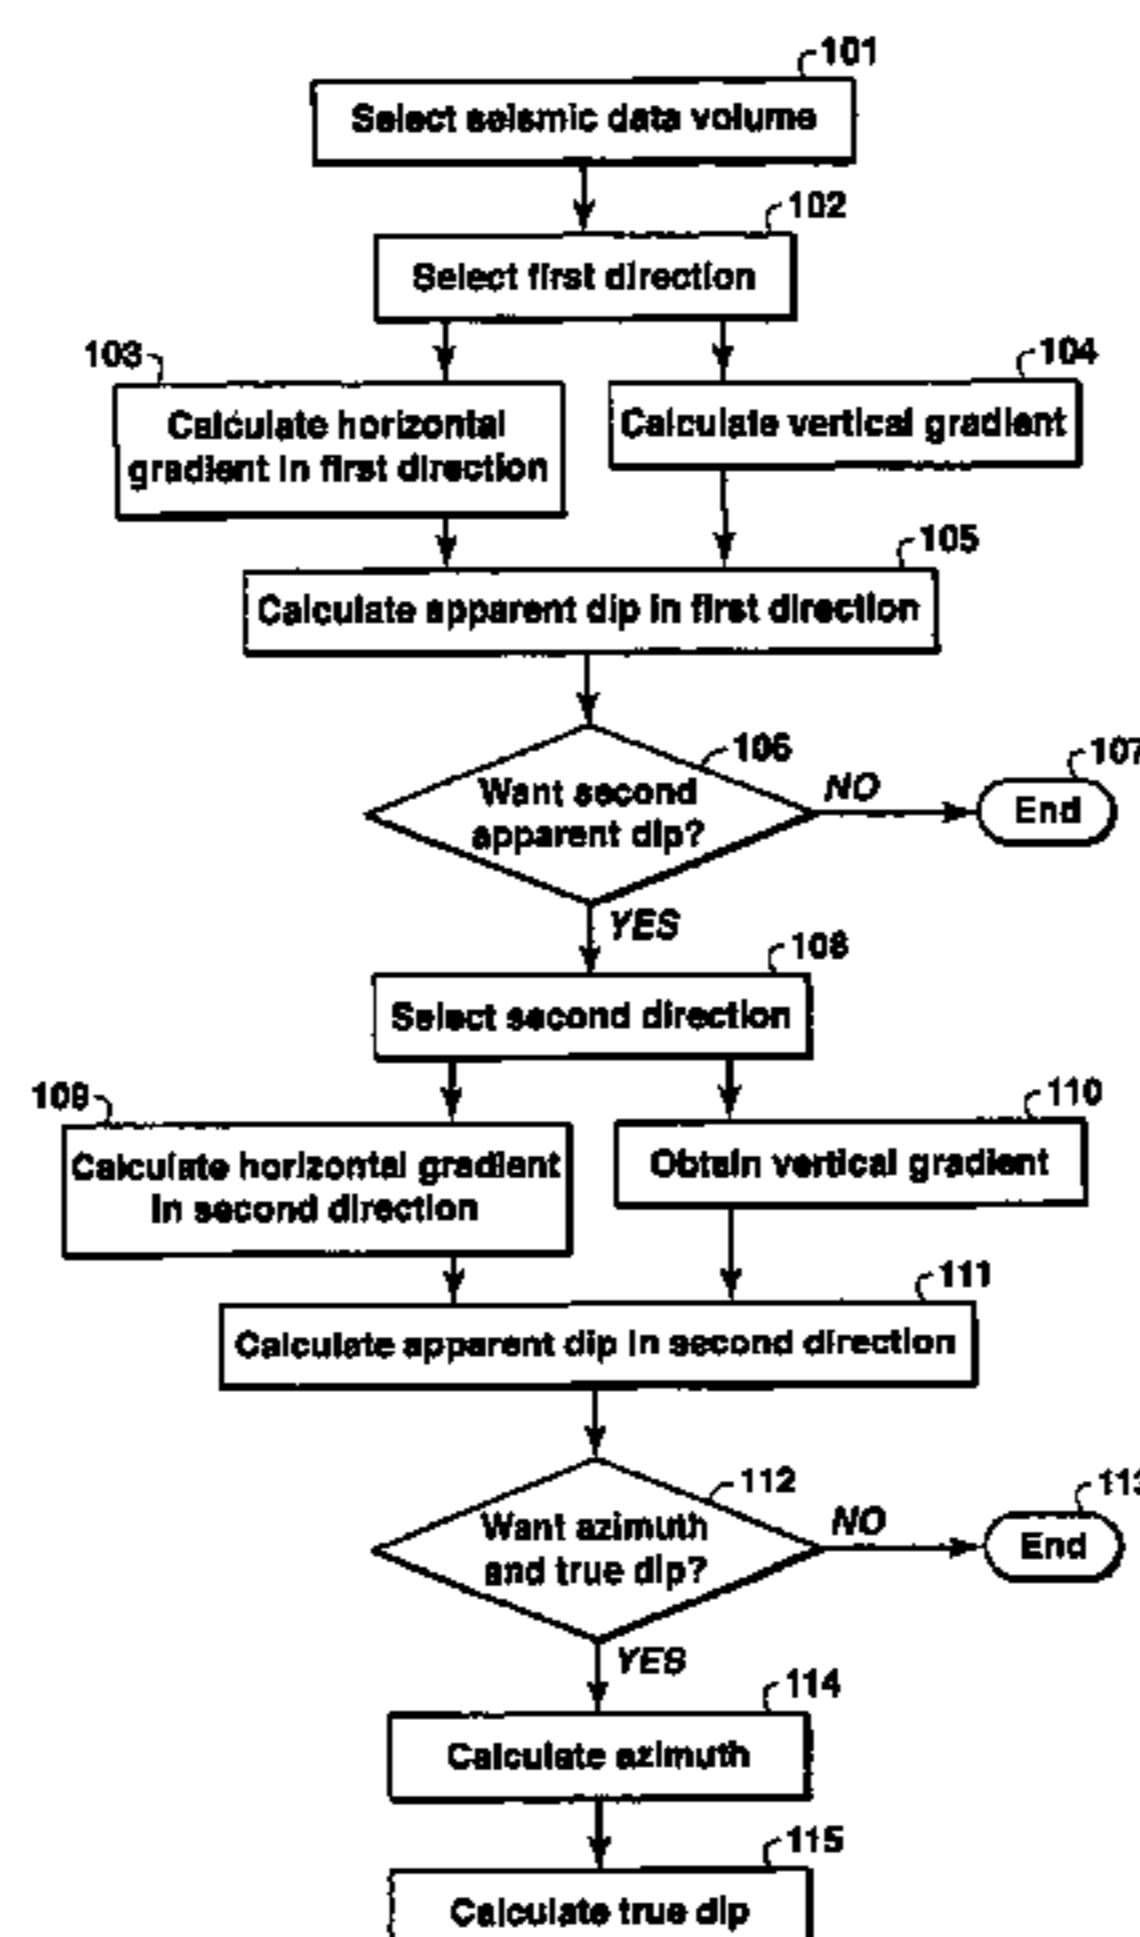 101
Select seismic data volume
102
Select first direction
103
104
Calculate horizontal
gradient in first direction
Calculate vertical gradient
105
Calculate apparent dip in first direction
106
Want second
apparent dip?
NO
107
End
YES
108
Select second direction
109
110
Calculate horizontal gradient
in second direction
Obtain vertical gradient
111
Calculate apparent dip in second direction
112
Want azimuth
and true dip?
NO
113
End
YES
114
Calculate azimuth
115
Calculate true dip